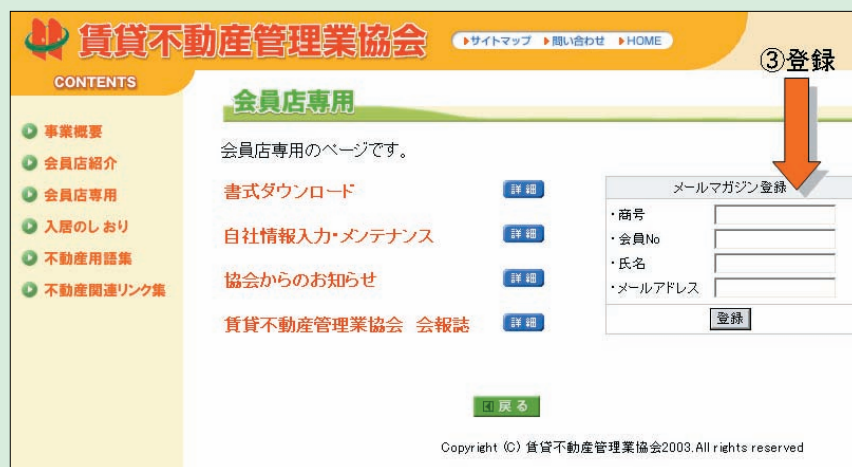 賃貸不動産管理業協会
サイトマップ 問い合わせ HOME
③登録
CONTENTS
事業概要
会員店紹介
会員店専用
入居のしおり
不動産用語集
不動産関連リンク集
会員店専用
会員店専用のページです。
書式ダウンロード 詳細
自社情報入力・メンテナンス 詳細
協会からのお知らせ 詳細
賃貸不動産管理業協会 会報誌 詳細
メールマガジン登録
・商号
・会員No
・氏名
・メールアドレス
登録
戻る
Copyright (C) 賃貸不動産管理業協会2003.All rights reserved